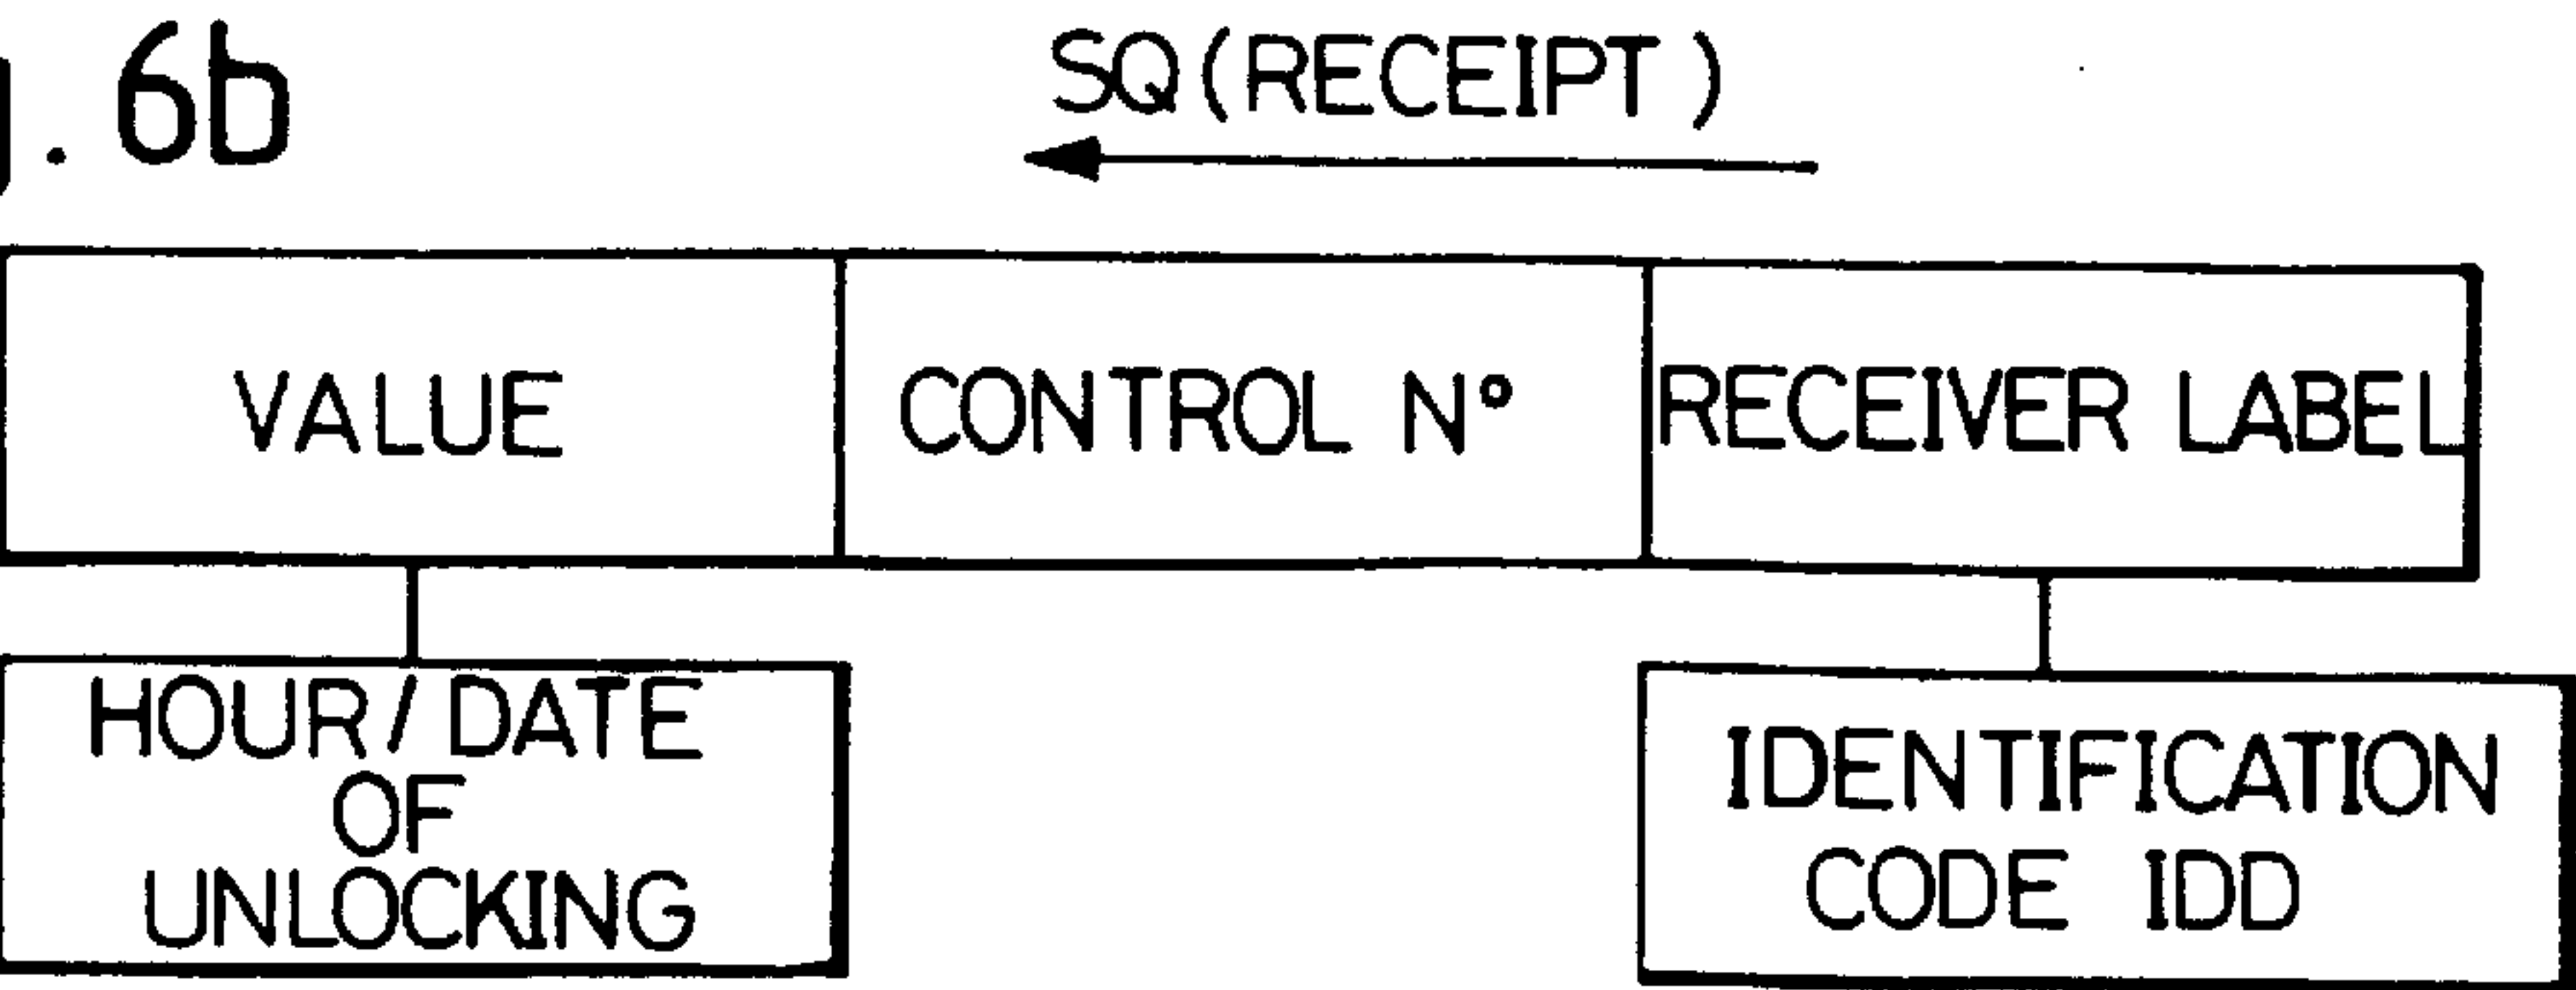 . 6b
SQ (RECEIPT )
VALUE
CONTROL N°
RECEIVER LABEL
HOUR / DATE
OF
UNLOCKING
IDENTIFICATION
CODE IDD